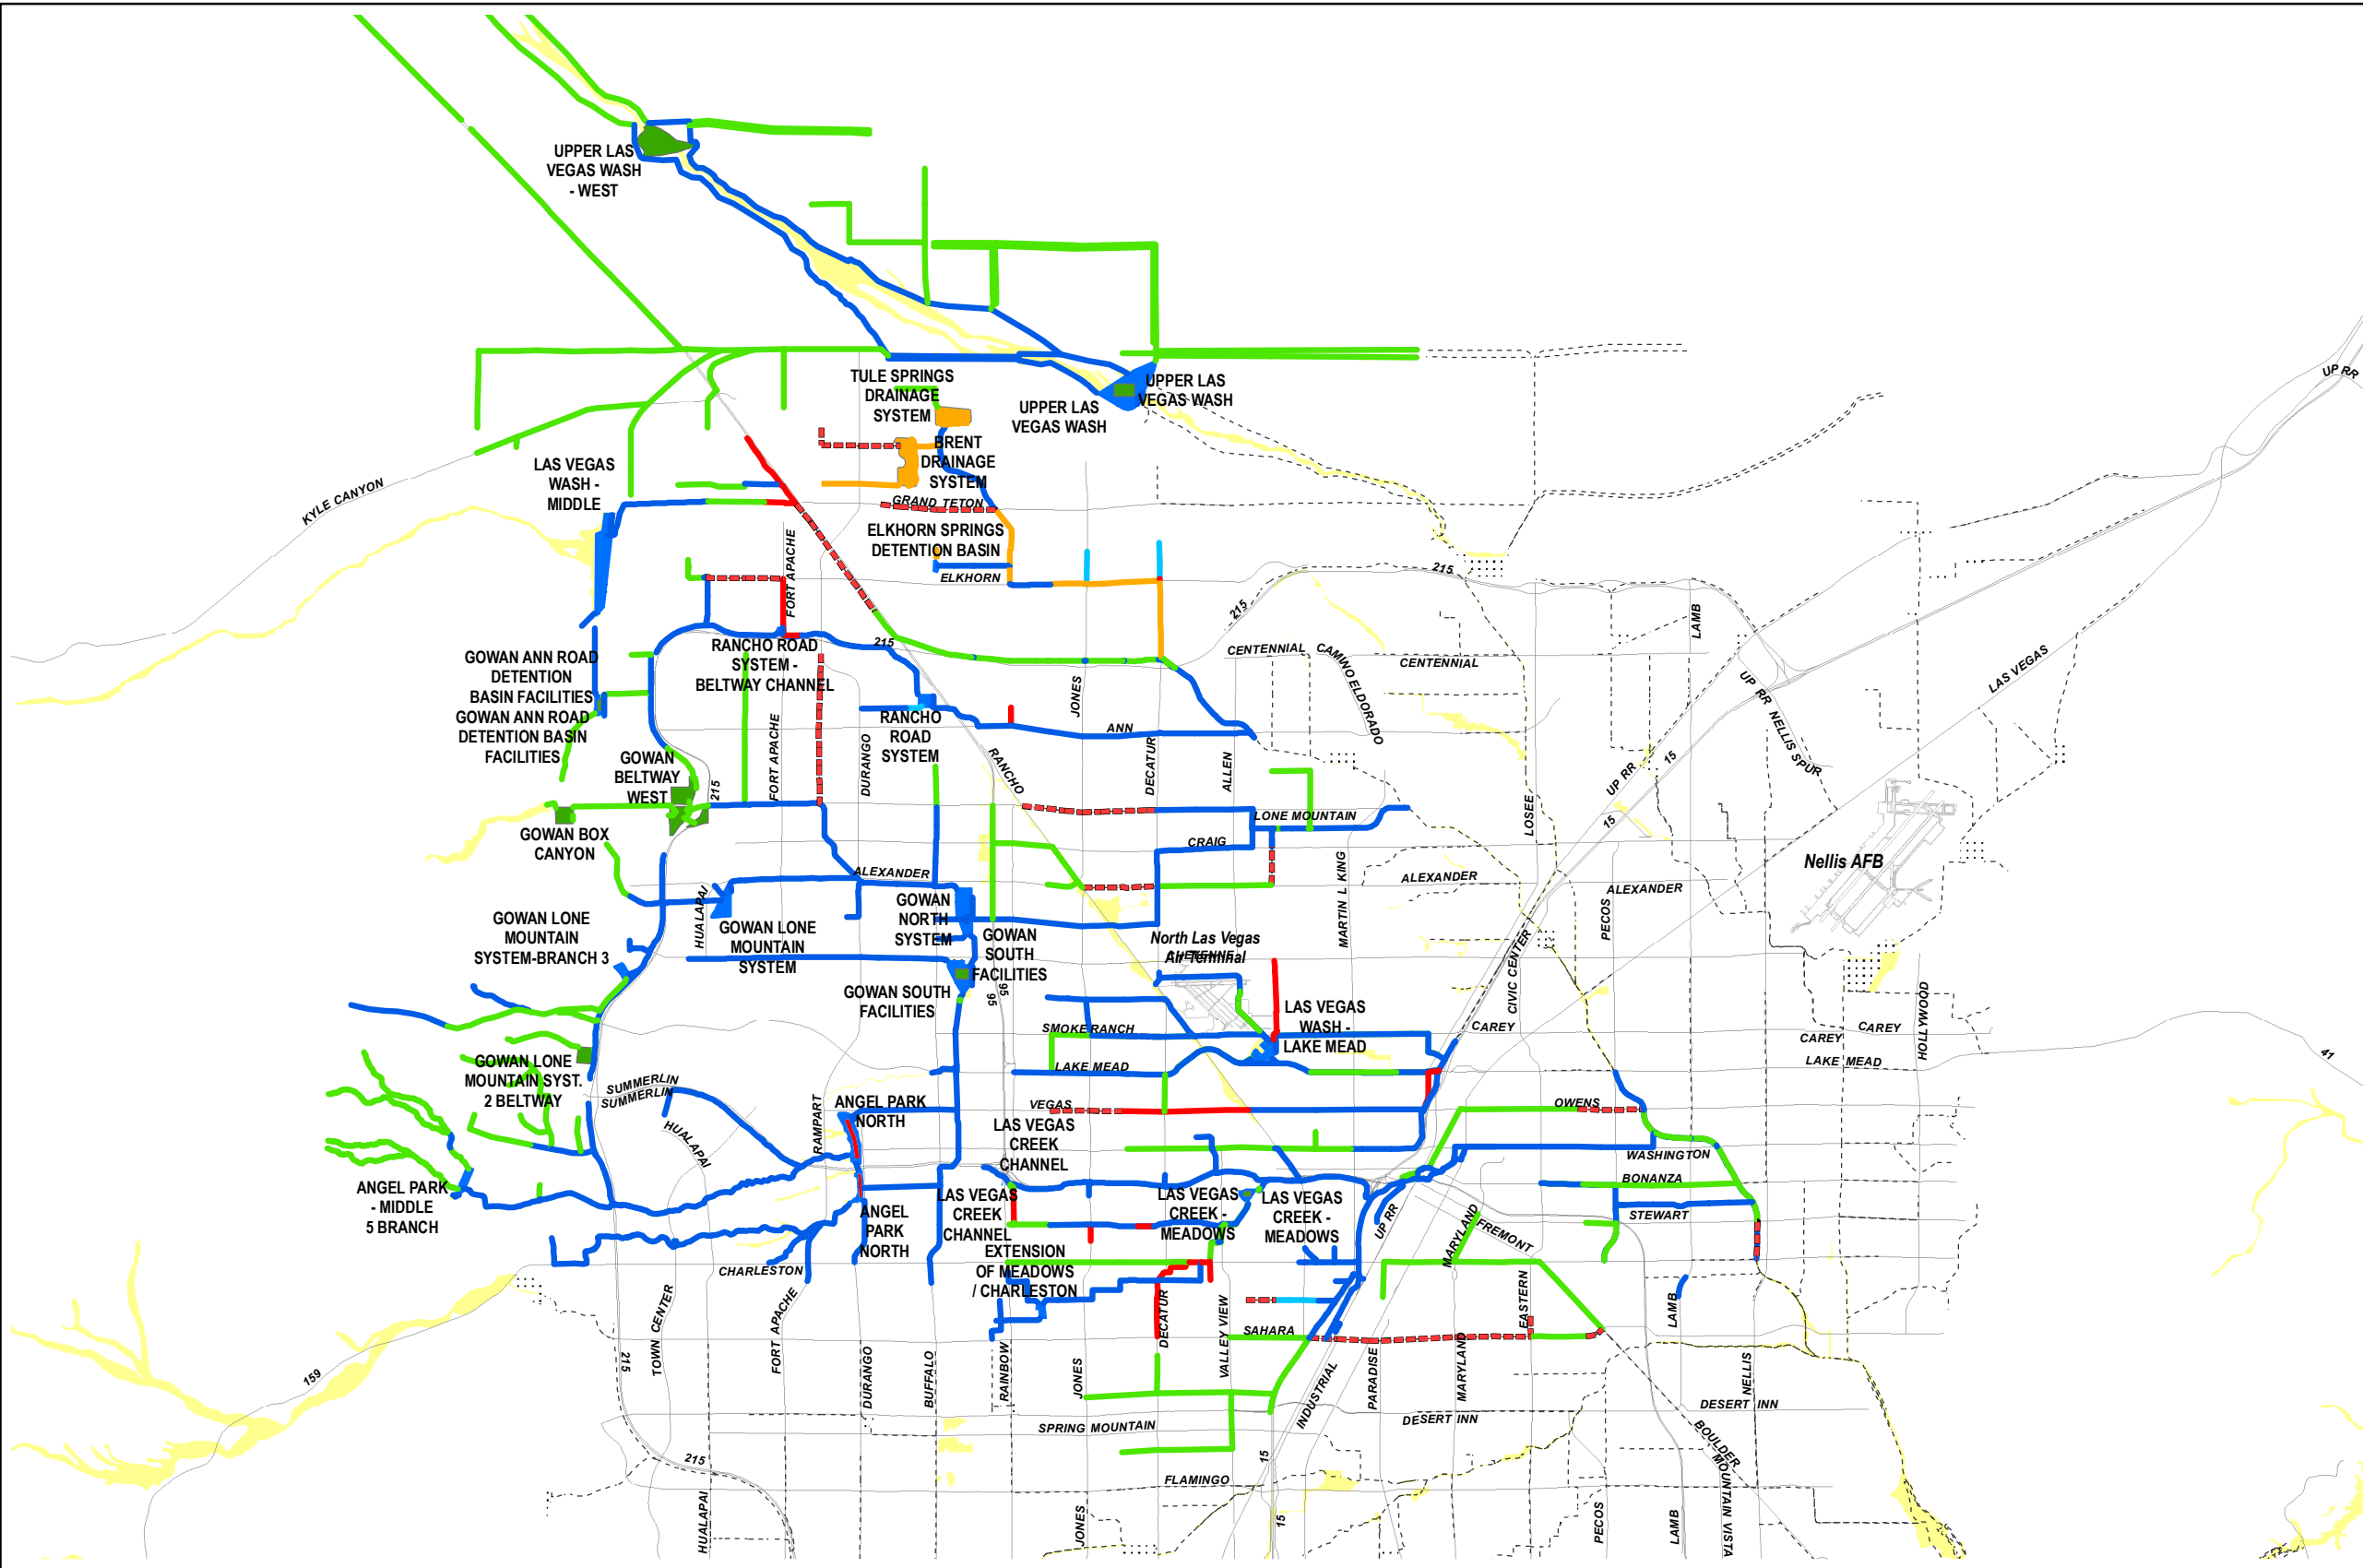 UPPER LAS
VEGAS WASH
- WEST
UP RR
TULE SPRINGS
DRAINAGE
SYSTEM
UPPER LAS
VEGAS WASH
UPPER LAS
VEGAS WASH
BRENT
DRAINAGE
SYSTEM
LAS VEGAS
WASH -
MIDDLE
KYLE CANYON
GRAND TETON
ELKHORN SPRINGS
DETENTION BASIN
FORT APACHE
ELKHORN
215
215
LAMB
215
RANCHO ROAD
SYSTEM -
BELTWAY CHANNEL
GOWAN ANN ROAD
DETENTION
BASIN FACILITIES
GOWAN ANN ROAD
DETENTION BASIN
FACILITIES
CENTENNIAL
CAMINO ELDORADO
CENTENNIAL
LAS VEGAS
UP RR
NELLIS SPUR
JONES
RANCHO
ROAD
SYSTEM
ANN
FORT APACHE
DURANGO
RANCHO
DECATUR
ALLEN
GOWAN
BELTWAY
WEST
215
UP RR
15
15
LOSEE
LONE MOUNTAIN
CRAIG
GOWAN BOX
CANYON
Nellis AFB
ALEXANDER
ALEXANDER
ALEXANDER
HUALAPAI
MARTIN L KING
PECOS
GOWAN
NORTH
SYSTEM
GOWAN LONE
MOUNTAIN
SYSTEM-BRANCH 3
GOWAN LONE
MOUNTAIN
SYSTEM
GOWAN
SOUTH
FACILITIES
North Las Vegas
Air Terminal
CHEYENNE
CIVIC CENTER
GOWAN SOUTH
FACILITIES
95
95
HOLLYWOOD
LAS VEGAS
WASH -
LAKE MEAD
SMOKE RANCH
CAREY
CAREY
CAREY
LAKE MEAD
LAKE MEAD
41
GOWAN LONE
MOUNTAIN SYST.
2 BELTWAY
SUMMERLIN
SUMMERLIN
ANGEL PARK
NORTH
RAMPART
HUALAPAI
VEGAS
OWENS
LAS VEGAS
CREEK
CHANNEL
WASHINGTON
BONANZA
STEWART
ANGEL PARK
- MIDDLE
5 BRANCH
LAS VEGAS
CREEK
CHANNEL
LAS VEGAS
CREEK -
MEADOWS
LAS VEGAS
CREEK -
MEADOWS
ANGEL
PARK
NORTH
UP RR
MARYLAND
FREMONT
EXTENSION
OF MEADOWS
/ CHARLESTON
CHARLESTON
TOWN CENTER
FORT APACHE
DECATUR
VALLEY VIEW
SAHARA
EASTERN
LAMB
159
215
DURANGO
BUFFALO
RAINBOW
JONES
INDUSTRIAL
PARADISE
MARYLAND
NELLIS
DESERT INN
DESERT INN
SPRING MOUNTAIN
BOULDER
215
15
FLAMINGO
MOUNTAIN VISTA
HUALAPAI
JONES
15
PECOS
LAMB